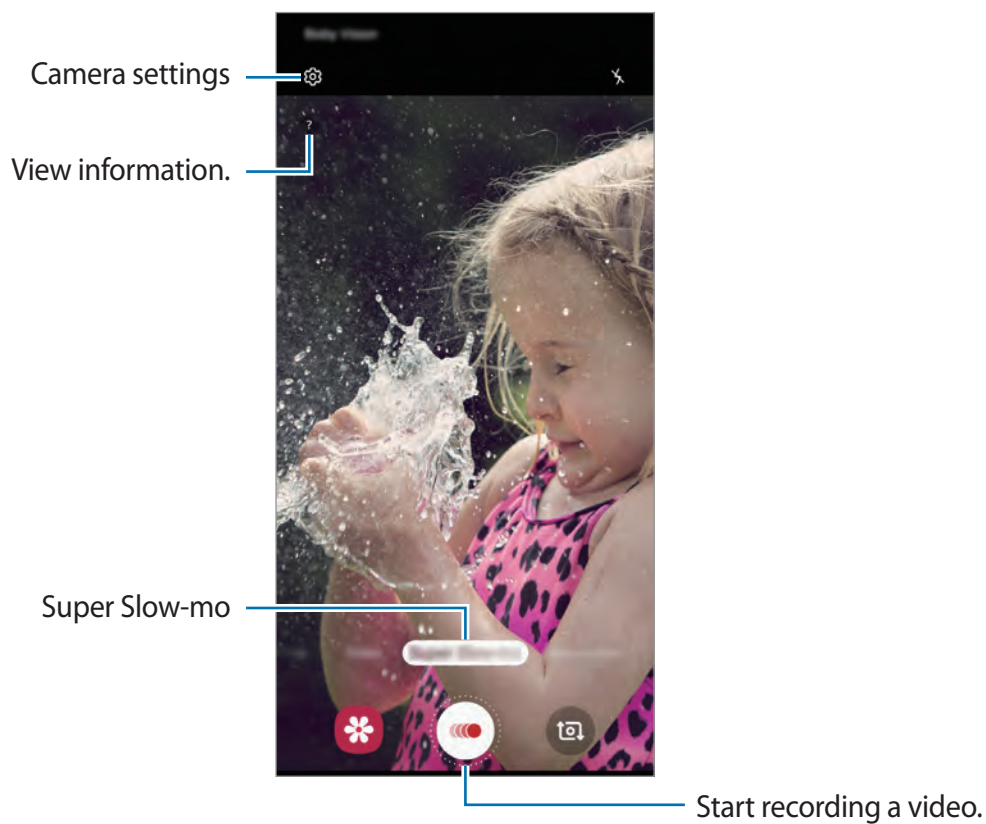 Camera settings
?
View information.
Super Slow-mo
Start recording a video.